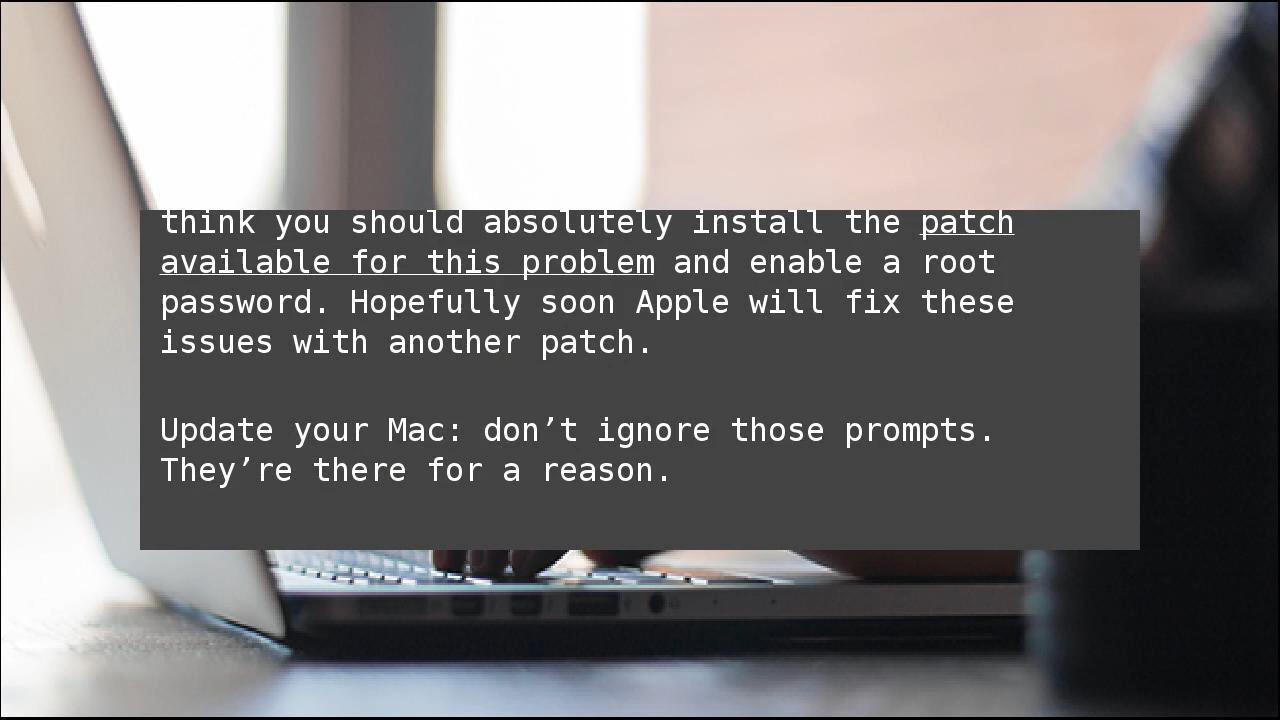 think you should absolutely install the patch
available for this problem and enable a root
password. Hopefully soon Apple will fix these
issues with another patch.
Update your Mac: don’t ignore those prompts.
They’re there for a reason.